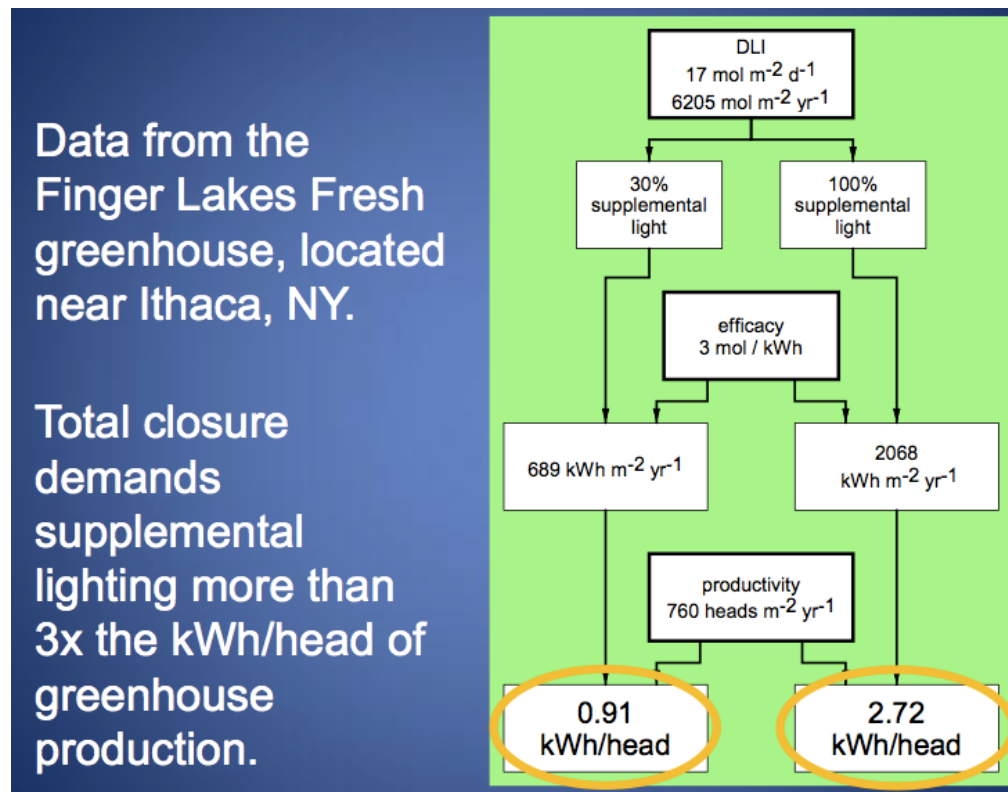 Data from the
Finger Lakes Fresh
greenhouse, located
near Ithaca, NY.
Total closure
demands
supplemental
lighting more than
3x the kWh/head of
greenhouse
production.
DLI
17 mol m⁻² d⁻¹
6205 mol m⁻² yr⁻¹
30%
supplemental
light
100%
supplemental
light
efficacy
3 mol / kWh
689 kWh m⁻² yr⁻¹
2068
kWh m⁻² yr⁻¹
productivity
760 heads m⁻² yr⁻¹
0.91
kWh/head
2.72
kWh/head